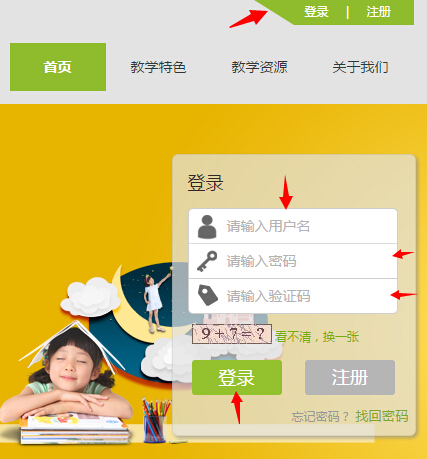 登录 | 注册
首页 教学特色 教学资源 关于我们
登录
请输入用户名
请输入密码
请输入验证码
9+7=? 看不清，换一张
登录 注册
忘记密码？ 找回密码